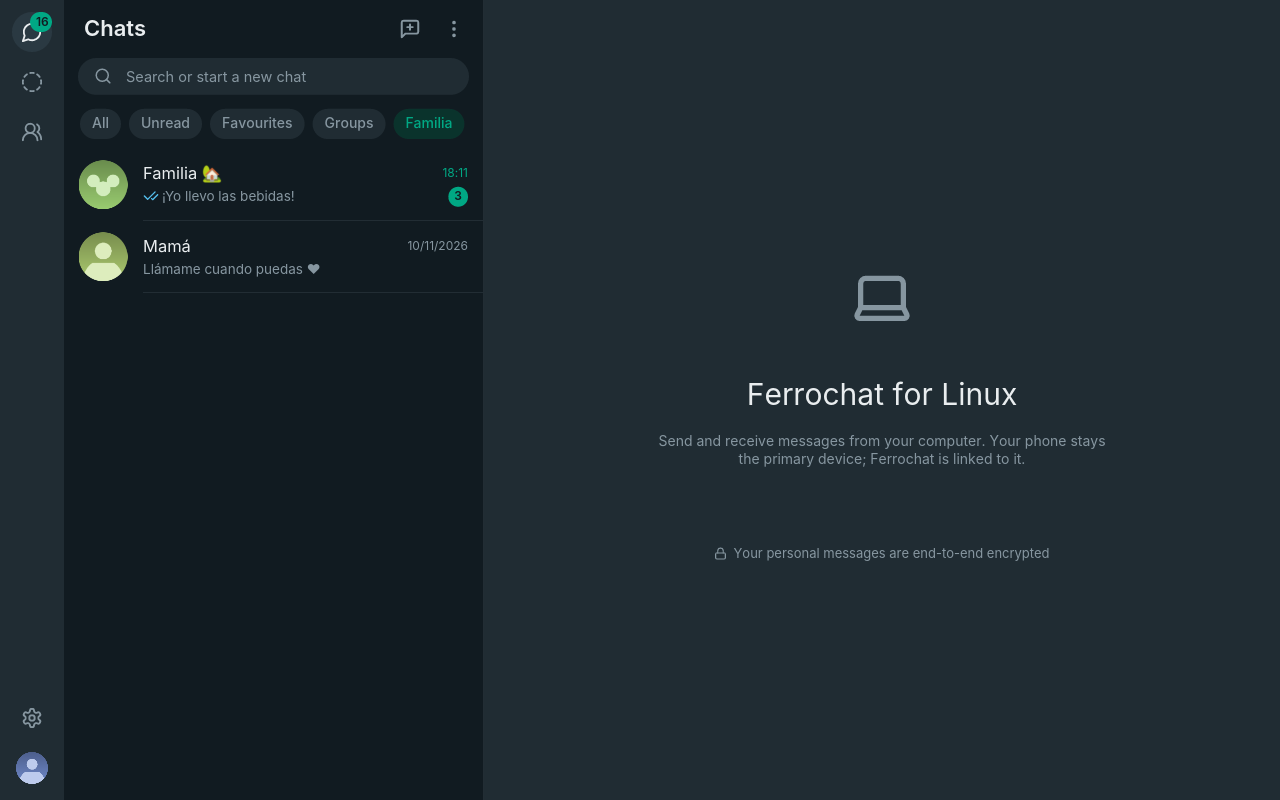 16
Chats
Search or start a new chat
All Unread Favourites Groups Familia
Familia 🏡 18:11
¡Yo llevo las bebidas! 3
Mamá 10/11/2026
Llámame cuando puedas ♥
Ferrochat for Linux
Send and receive messages from your computer. Your phone stays
the primary device; Ferrochat is linked to it.
Your personal messages are end-to-end encrypted